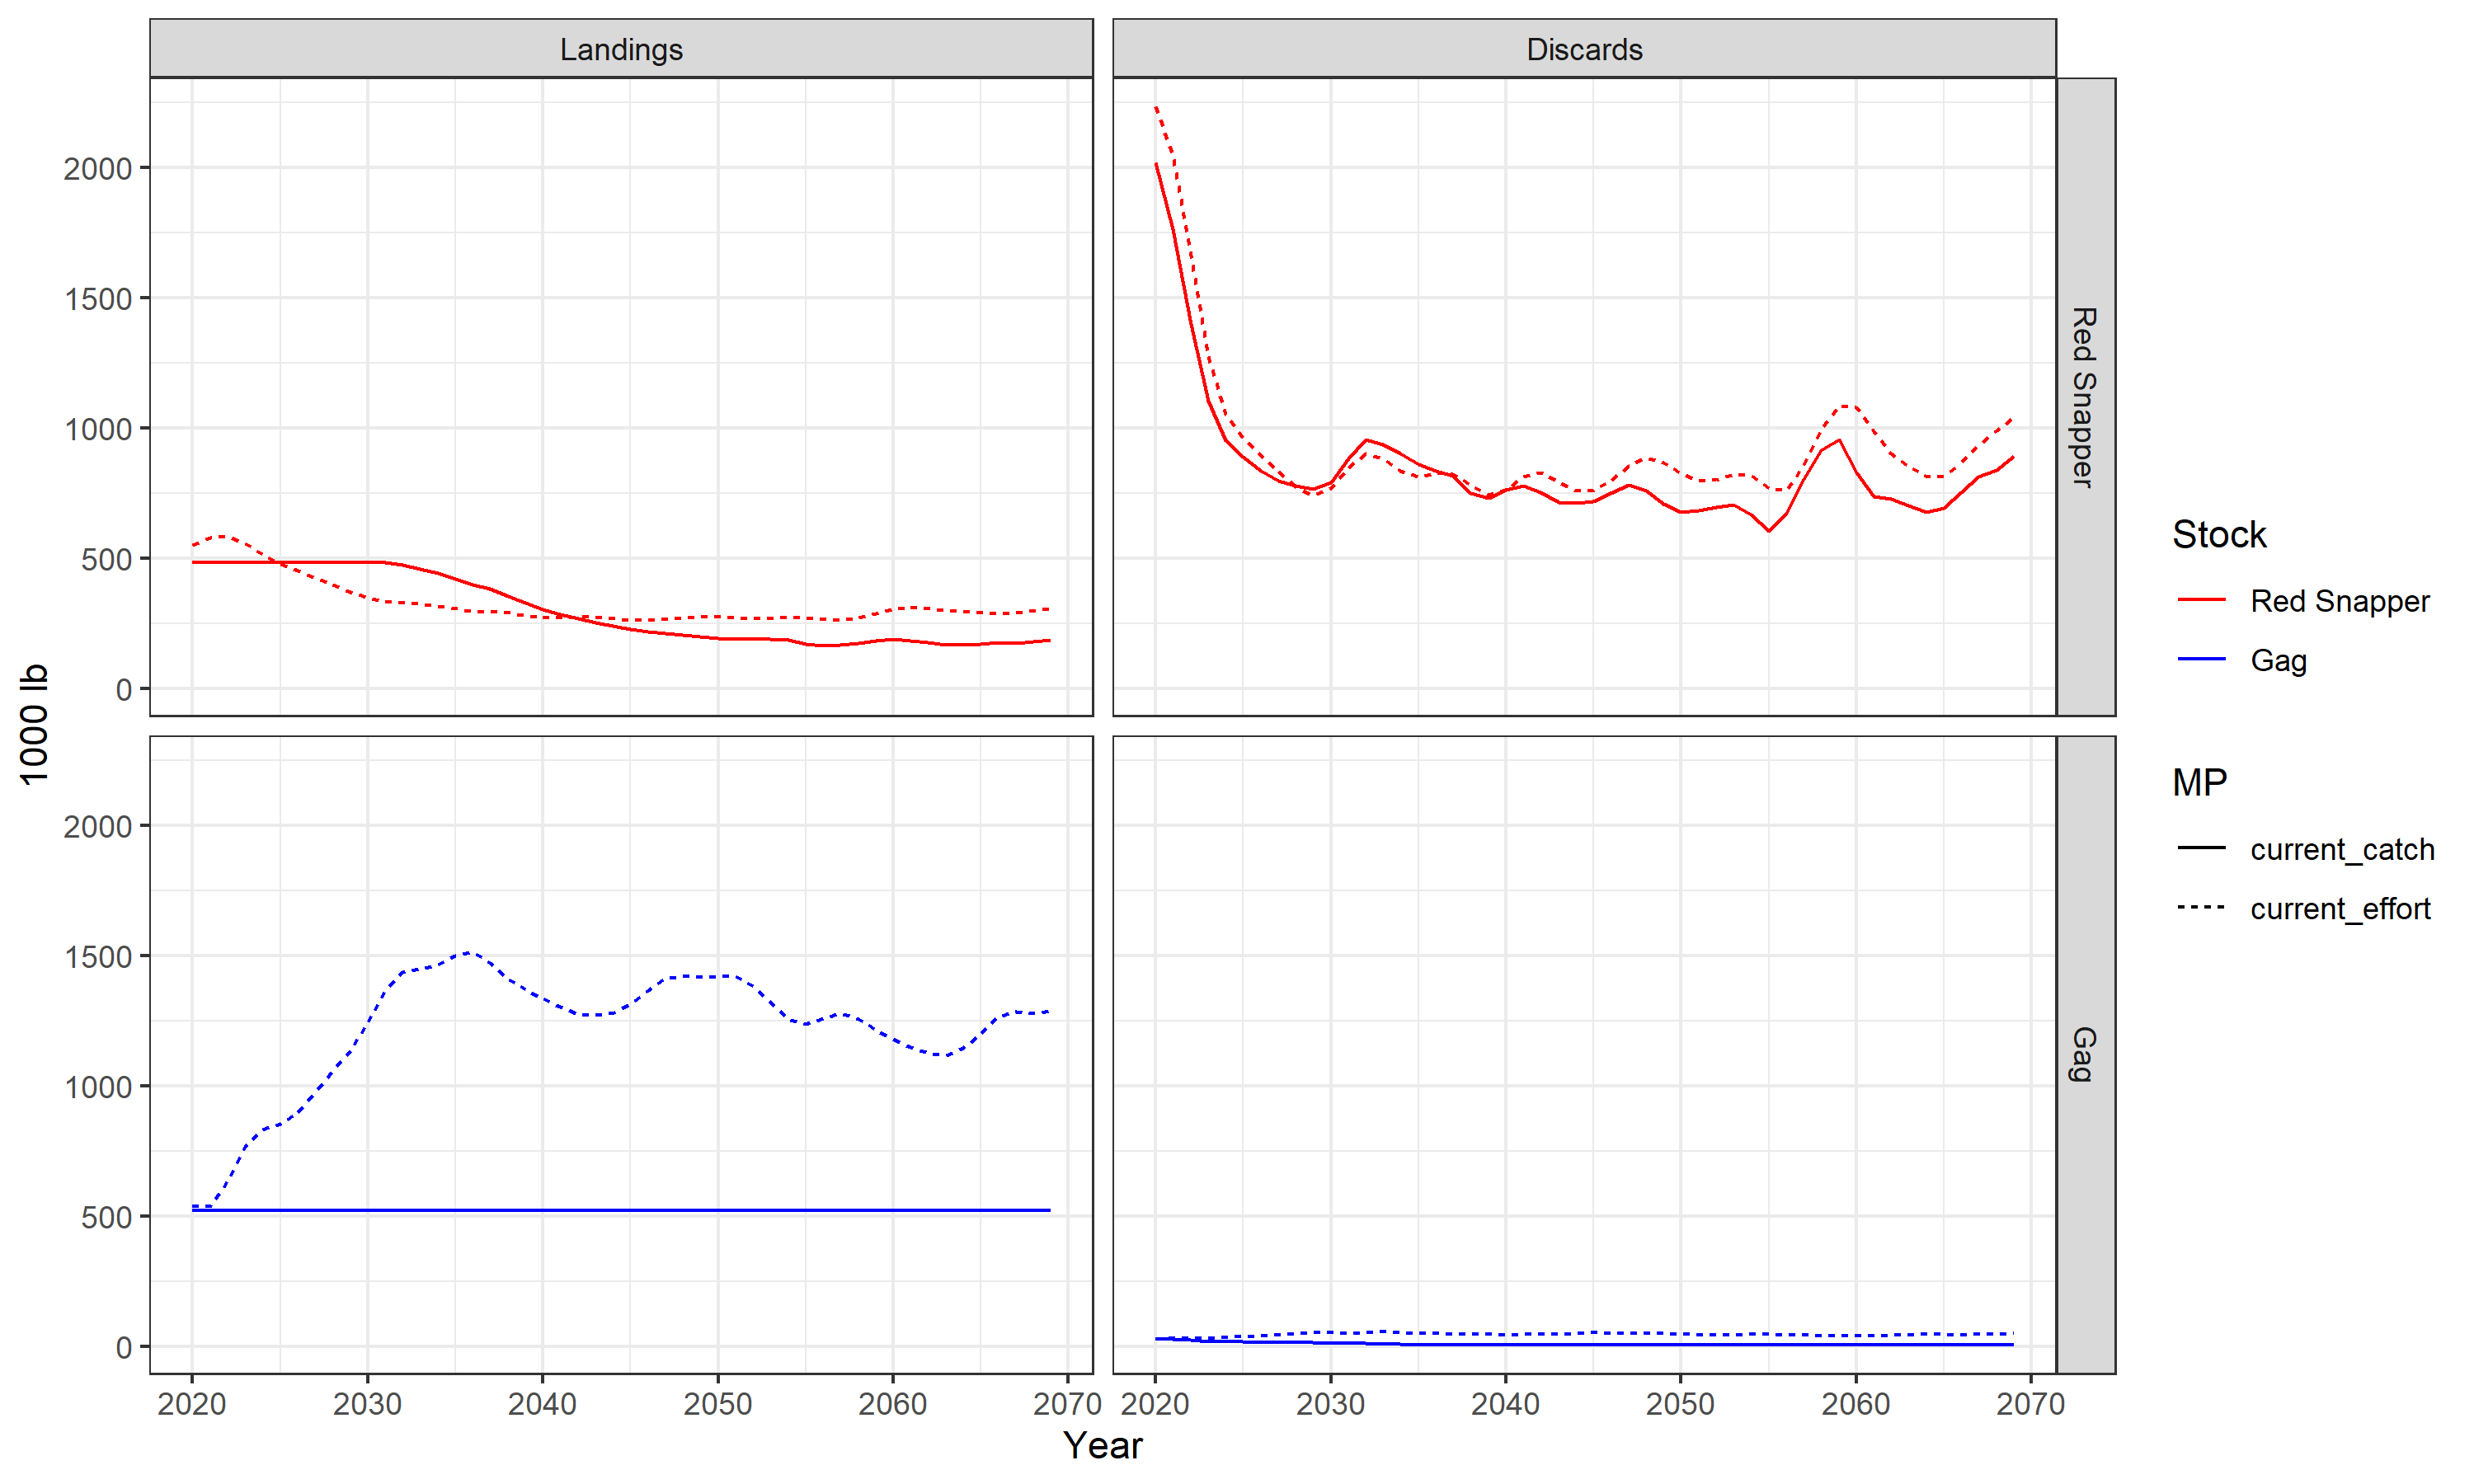 Landings
Discards
2000
1500
1000
500
0
Red Snapper
2000
1500
1000
500
0
Gag
1000 lb
2020 2030 2040 2050 2060 2070
2020 2030 2040 2050 2060 2070
Year
Stock
Red Snapper
Gag
MP
current_catch
current_effort